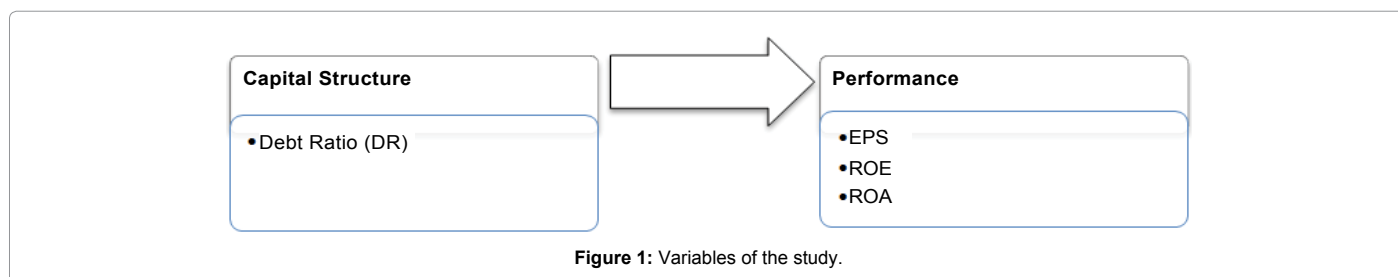 Capital Structure
•Debt Ratio (DR)
Performance
•EPS
•ROE
•ROA
Figure 1: Variables of the study.